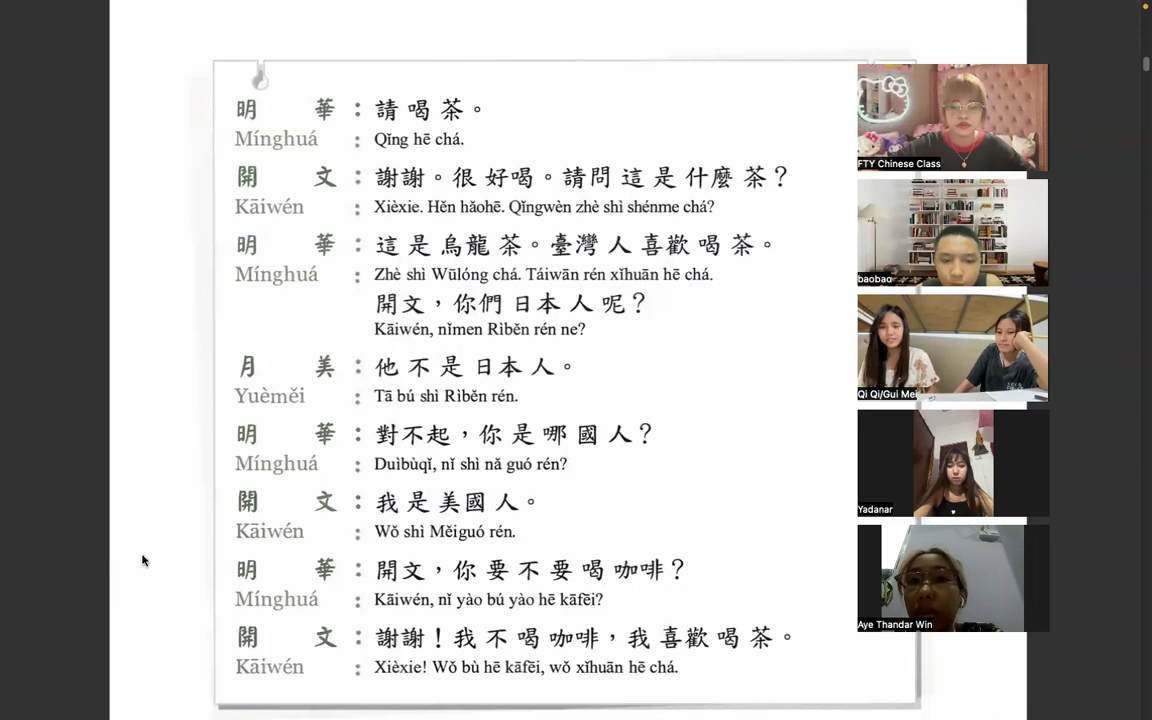 明 華：請喝茶。
Mínghuá : Qǐng hē chá.
開 文：謝謝。很好喝。請問這是什麼茶？
Kāiwén : Xièxie. Hěn hǎohē. Qǐngwèn zhè shì shénme chá?
明 華：這是烏龍茶。臺灣人喜歡喝茶。
Mínghuá : Zhè shì Wūlóng chá. Táiwān rén xǐhuān hē chá.
開文，你們日本人呢？
Kāiwén, nǐmen Rìběn rén ne?
月 美：他不是日本人。
Yuèměi : Tā bú shì Rìběn rén.
明 華：對不起，你是哪國人？
Mínghuá : Duìbùqǐ, nǐ shì nǎ guó rén?
開 文：我是美國人。
Kāiwén : Wǒ shì Měiguó rén.
明 華：開文，你要不要喝咖啡？
Mínghuá : Kāiwén, nǐ yào bú yào hē kāfēi?
開 文：謝謝！我不喝咖啡，我喜歡喝茶。
Kāiwén : Xièxie! Wǒ bù hē kāfēi, wǒ xǐhuān hē chá.
FTY Chinese Class
baobao
Qi Qi/Gui Mei
Yadanar
Aye Thandar Win